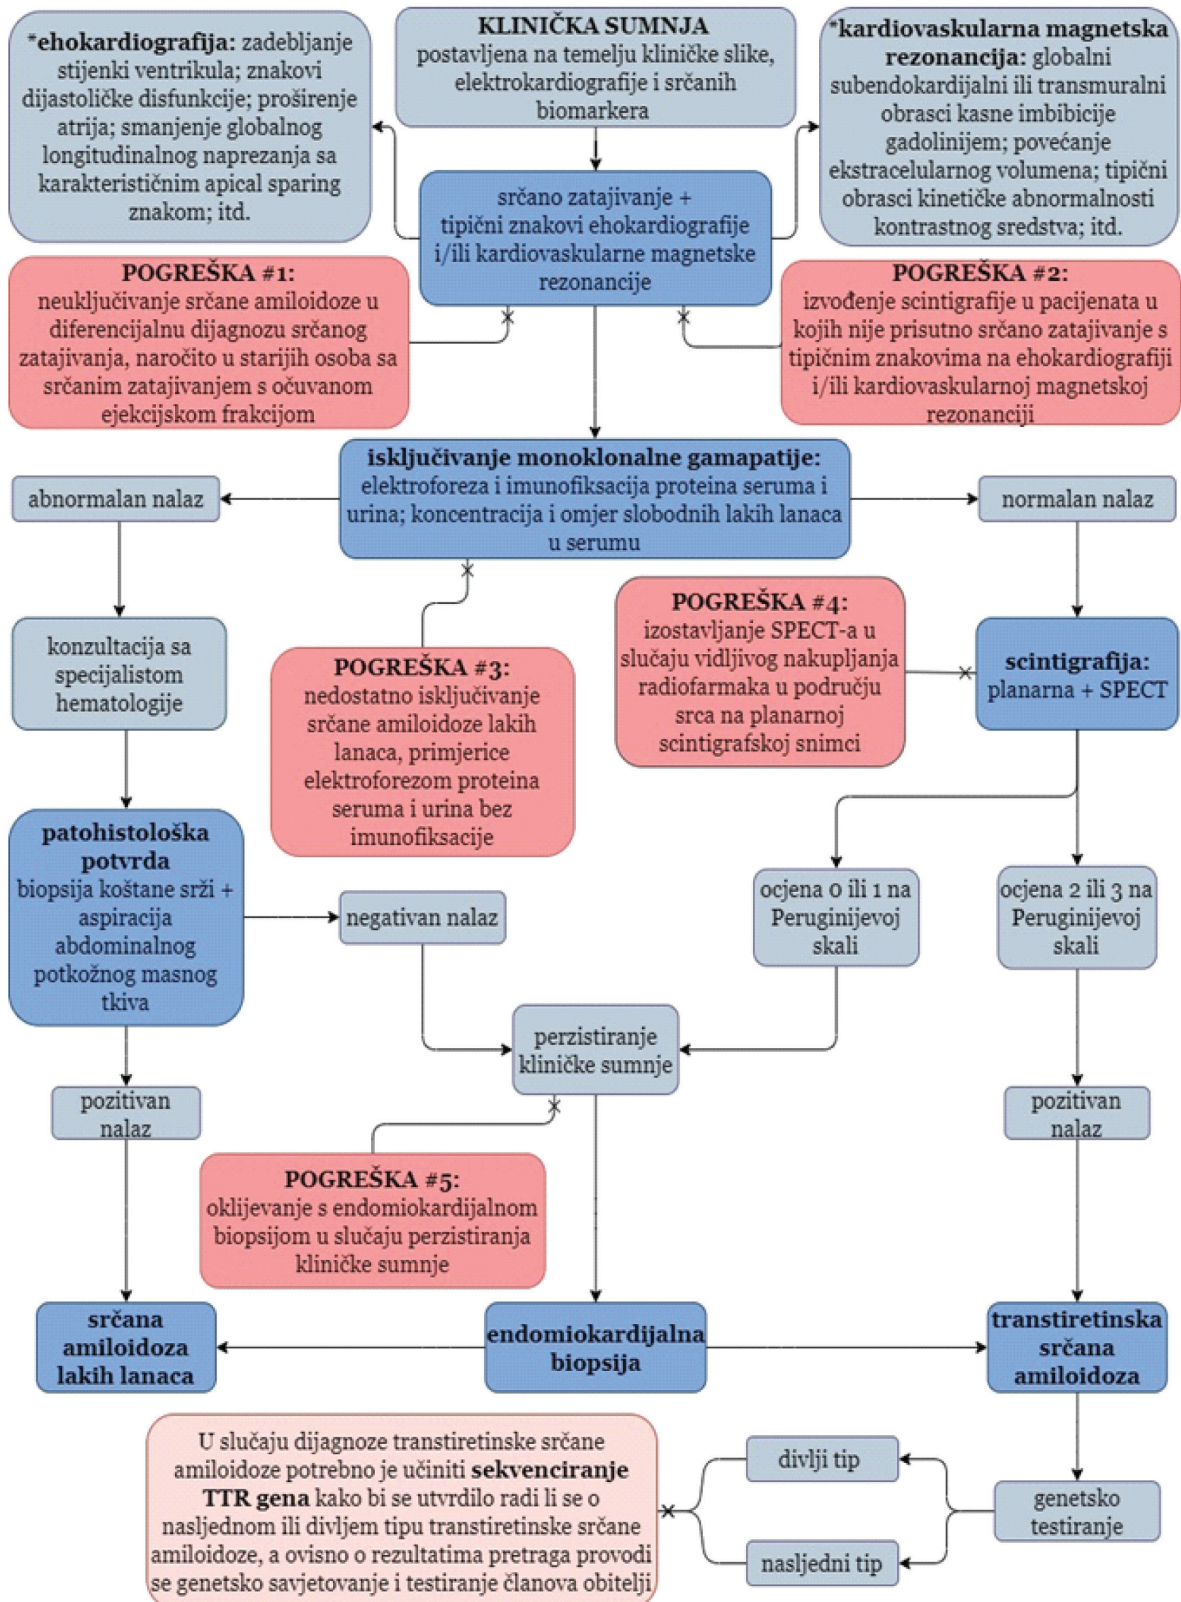 *ehokardiografija: zadebljanje
stijenki ventrikula; znakovi
dijastoličke disfunkcije; proširenje
atrija; smanjenje globalnog
longitudinalnog naprezanja sa
karakterističnim apical sparing
znakom; itd.
KLINIČKA SUMNJA
postavljena na temelju kliničke slike,
elektrokardiografije i srčanih
biomarkera
*kardiovaskularna magnetska
rezonancija: globalni
subendokardijalni ili transmuralni
obrasci kasne imbibicije
gadolinijem; povećanje
ekstracelularnog volumena; tipični
obrasci kinetičke abnormalnosti
kontrastnog sredstva; itd.
srčano zatajivanje +
tipični znakovi ehokardiografije
i/ili kardiovaskularne magnetske
rezonancije
POGREŠKA #1:
neuključivanje srčane amiloidoze u
diferencijalnu dijagnozu srčanog
zatajivanja, naročito u starijih osoba sa
srčanim zatajivanjem s očuvanom
ejekcijskom frakcijom
POGREŠKA #2:
izvođenje scintigrafije u pacijenata u
kojih nije prisutno srčano zatajivanje s
tipičnim znakovima na ehokardiografiji
i/ili kardiovaskularnoj magnetskoj
rezonanciji
isključivanje monoklonalne gamapatije:
elektroforeza i imunofiksacija proteina seruma i
urina; koncentracija i omjer slobodnih lakih lanaca
u serumu
abnormalan nalaz
normalan nalaz
konzultacija sa
specijalistom
hematologije
POGREŠKA #3:
nedostatno isključivanje
srčane amiloidoze lakih
lanaca, primjerice
elektroforezom proteina
seruma i urina bez
imunofiksacije
POGREŠKA #4:
izostavljanje SPECT-a u
slučaju vidljivog nakupljanja
radiofarmaka u području
srca na planarnoj
scintigrafskoj snimci
scintigrafija:
planarna + SPECT
patohistološka
potvrda
biopsija koštane srži +
aspiracija
abdominalnog
potkožnog masnog
tkiva
negativan nalaz
ocjena 0 ili 1 na
Peruginijevoj
skali
ocjena 2 ili 3 na
Peruginijevoj
skali
perzistiranje
kliničke sumnje
pozitivan
nalaz
pozitivan
nalaz
POGREŠKA #5:
oklijevanje s endomiokardijalnom
biopsijom u slučaju perzistiranja
kliničke sumnje
srčana
amiloidoza
lakih lanaca
endomiokardijalna
biopsija
transtiretinska
srčana
amiloidoza
U slučaju dijagnoze transtiretinske srčane
amiloidoze potrebno je učiniti sekvenciranje
TTR gena kako bi se utvrdilo radi li se o
nasljednom ili divljem tipu transtiretinske srčane
amiloidoze, a ovisno o rezultatima pretraga provodi
se genetsko savjetovanje i testiranje članova obitelji
divlji tip
nasljedni tip
genetsko
testiranje